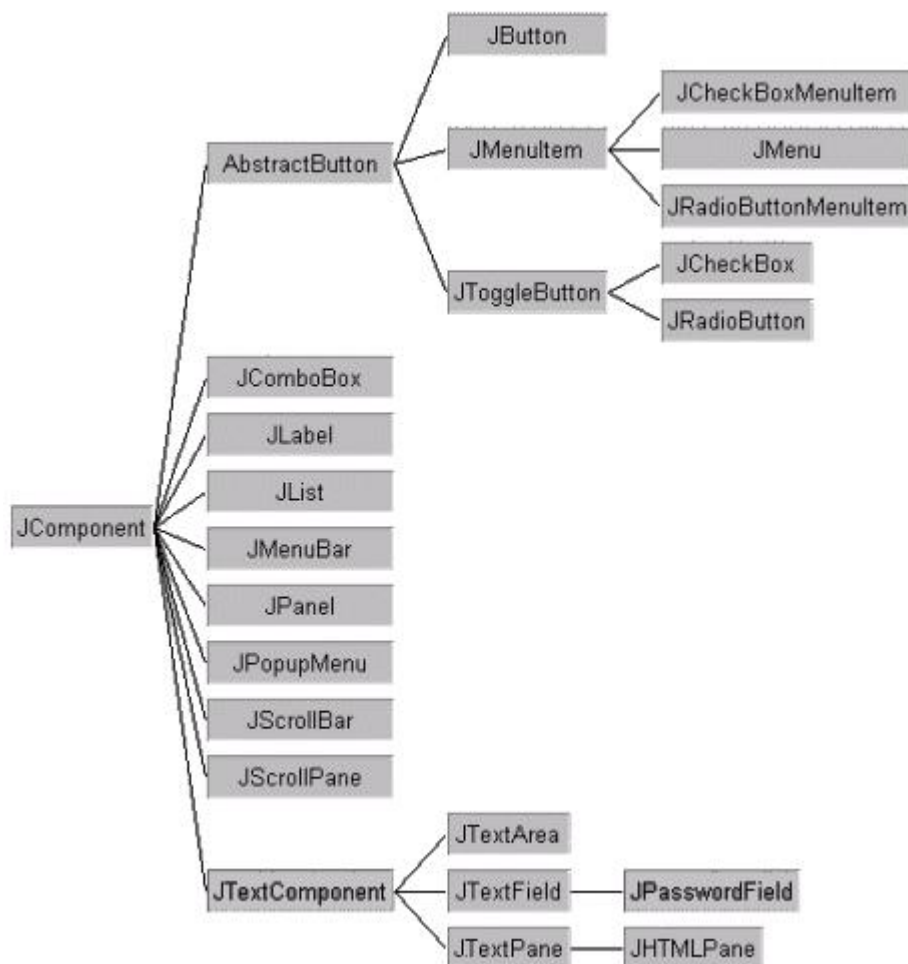 JButton
JCheckBoxMenuItem
AbstractButton
JMenuItem
JMenu
JRadioButtonMenuItem
JToggleButton
JCheckBox
JRadioButton
JComboBox
JLabel
JList
JComponent
JMenuBar
JPanel
JPopupMenu
JScrollBar
JScrollPane
JTextArea
JTextComponent
JTextField
JPasswordField
JTextPane
JHTMLPane